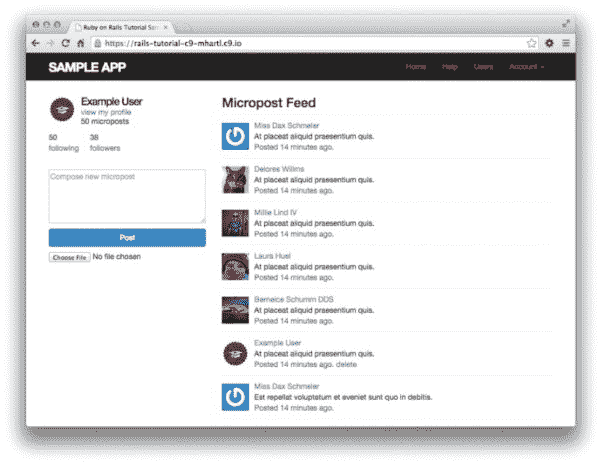 Ruby on Rails Tutorial Sam
https://rails-tutorial-c9-mhartl.c9.io
SAMPLE APP
Home Help Users Account
Example User
view my profile
50 microposts
50 38
following followers
Compose new micropost
Post
Choose File No file chosen
Micropost Feed
Miss Dax Schmeler
At placeat aliquid praesentium quis.
Posted 14 minutes ago.
Delores Willms
At placeat aliquid praesentium quis.
Posted 14 minutes ago.
Millie Lind IV
At placeat aliquid praesentium quis.
Posted 14 minutes ago.
Laura Huel
At placeat aliquid praesentium quis.
Posted 14 minutes ago.
Berneice Schumm DDS
At placeat aliquid praesentium quis.
Posted 14 minutes ago.
Example User
At placeat aliquid praesentium quis.
Posted 14 minutes ago. delete
Miss Dax Schmeler
Est repellat voluptatum et eveniet sunt quo in debitis.
Posted 14 minutes ago.